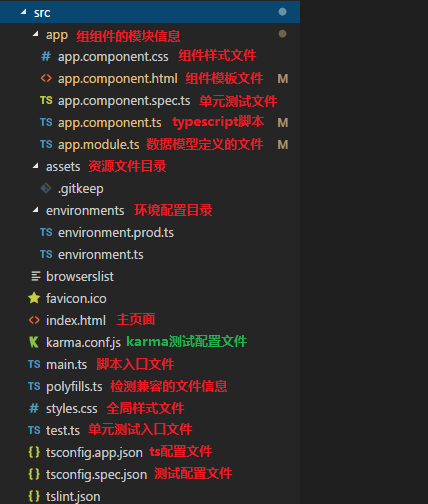 src
app 组组件的模块信息
app.component.css 组件样式文件
app.component.html 组件模板文件 M
app.component.spec.ts 单元测试文件
app.component.ts typescript脚本 M
app.module.ts 数据模型定义的文件 M
assets 资源文件目录
.gitkeep
environments 环境配置目录
TS environment.prod.ts
TS environment.ts
browserslist
favicon.ico
<> index.html 主页面
karma.conf.js karma测试配置文件
TS main.ts 脚本入口文件
TS polyfills.ts 检测兼容的文件信息
# styles.css 全局样式文件
TS test.ts 单元测试入口文件
{ } tsconfig.app.json ts配置文件
{ } tsconfig.spec.json 测试配置文件
{ } tslint.json